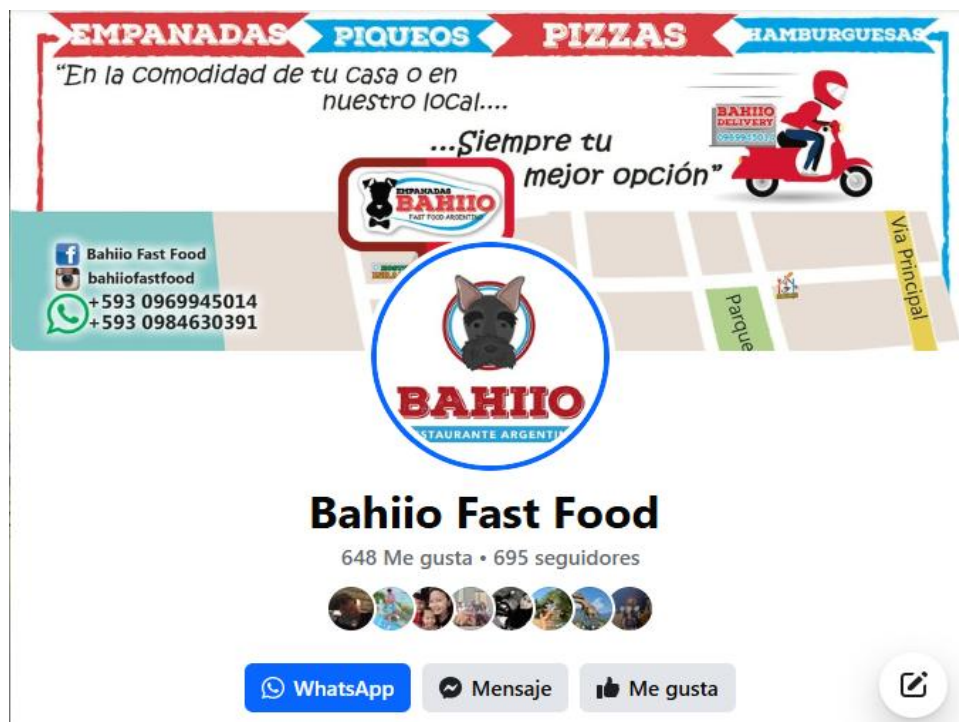 EMPANADAS PIQUEOS PIZZAS HAMBURGUESAS
“En la comodidad de tu casa o en
nuestro local....
...Siempre tu
mejor opción”
BAHIIO
DELIVERY
EMPANADAS
BAHIIO
FAST FOOD ARGENTINO
Bahiio Fast Food
bahiiofastfood
+593 0969945014
+593 0984630391
Parque
Via Principal
BAHIIO
RESTAURANTE ARGENTI
Bahiio Fast Food
648 Me gusta • 695 seguidores
WhatsApp
Mensaje
Me gusta